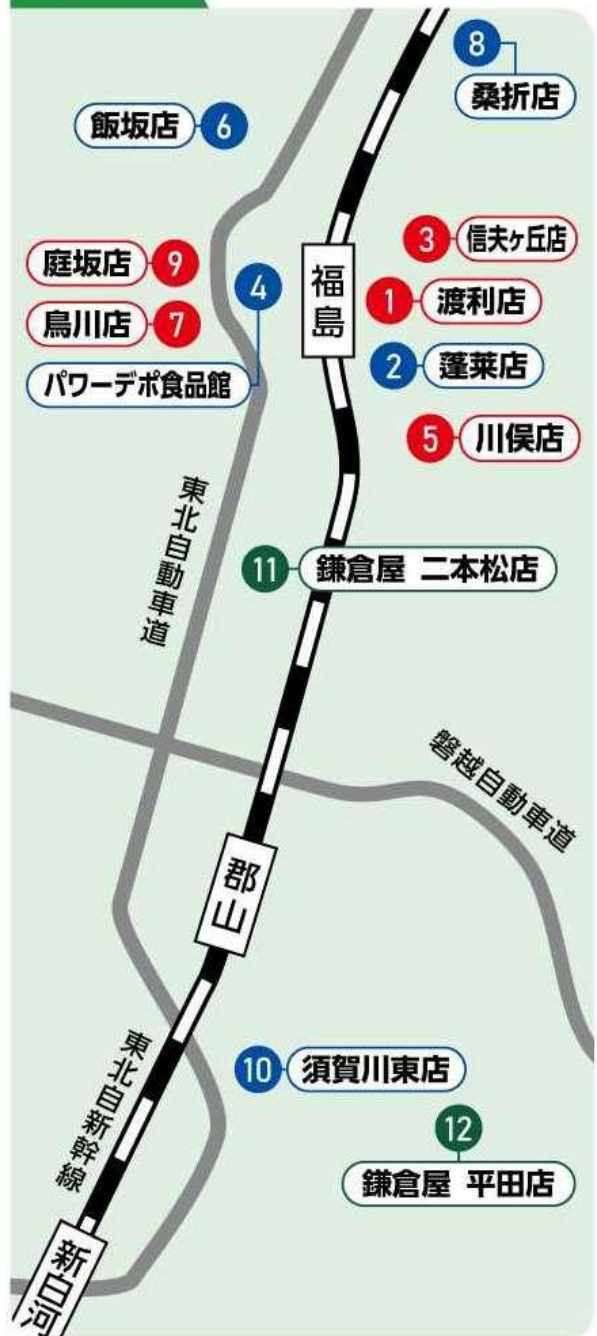 8
桑折店
飯坂店 6
3 信夫ヶ丘店
庭坂店 9
4
福島
1 渡利店
鳥川店 7
2 蓬莱店
パワーデポ食品館
5 川俣店
東北自動車道
11 鎌倉屋 二本松店
磐越自動車道
郡山
東北自新幹線
10 須賀川東店
12
鎌倉屋 平田店
新白河